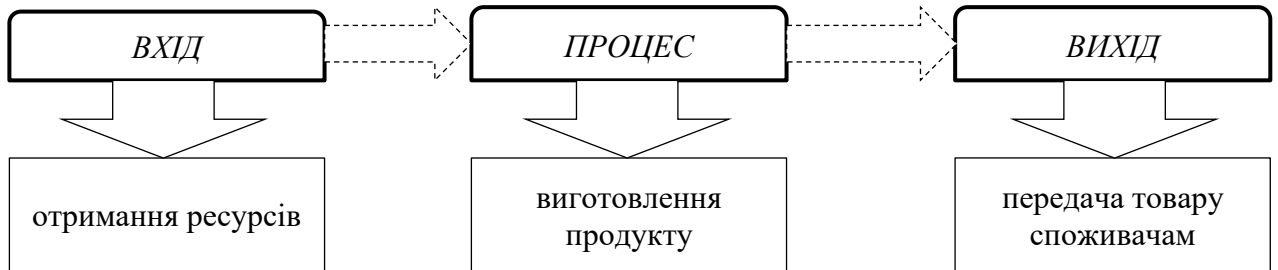 ВХІД
ПРОЦЕС
ВИХІД
отримання ресурсів
виготовлення
продукту
передача товару
споживачам